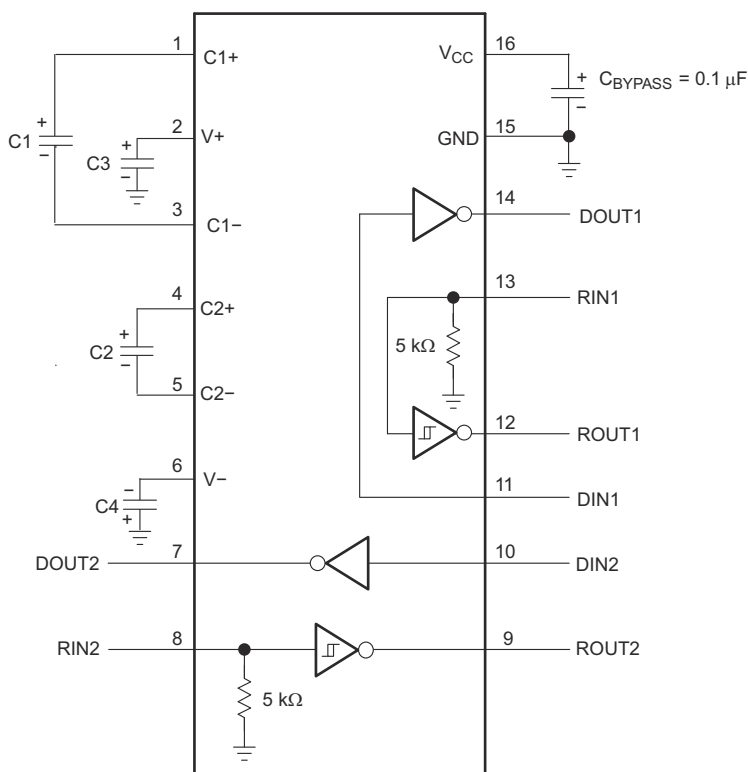 1
C1+
C1
+
−
2
V+
+
−
C3
3
C1−
4
C2+
C2
+
−
5
C2−
6
V−
C4
−
+
DOUT2
7
RIN2
8
5 kΩ
V_CC
16
+
−
C_BYPASS = 0.1 μF
GND
15
14
DOUT1
13
RIN1
5 kΩ
12
ROUT1
11
DIN1
10
DIN2
9
ROUT2